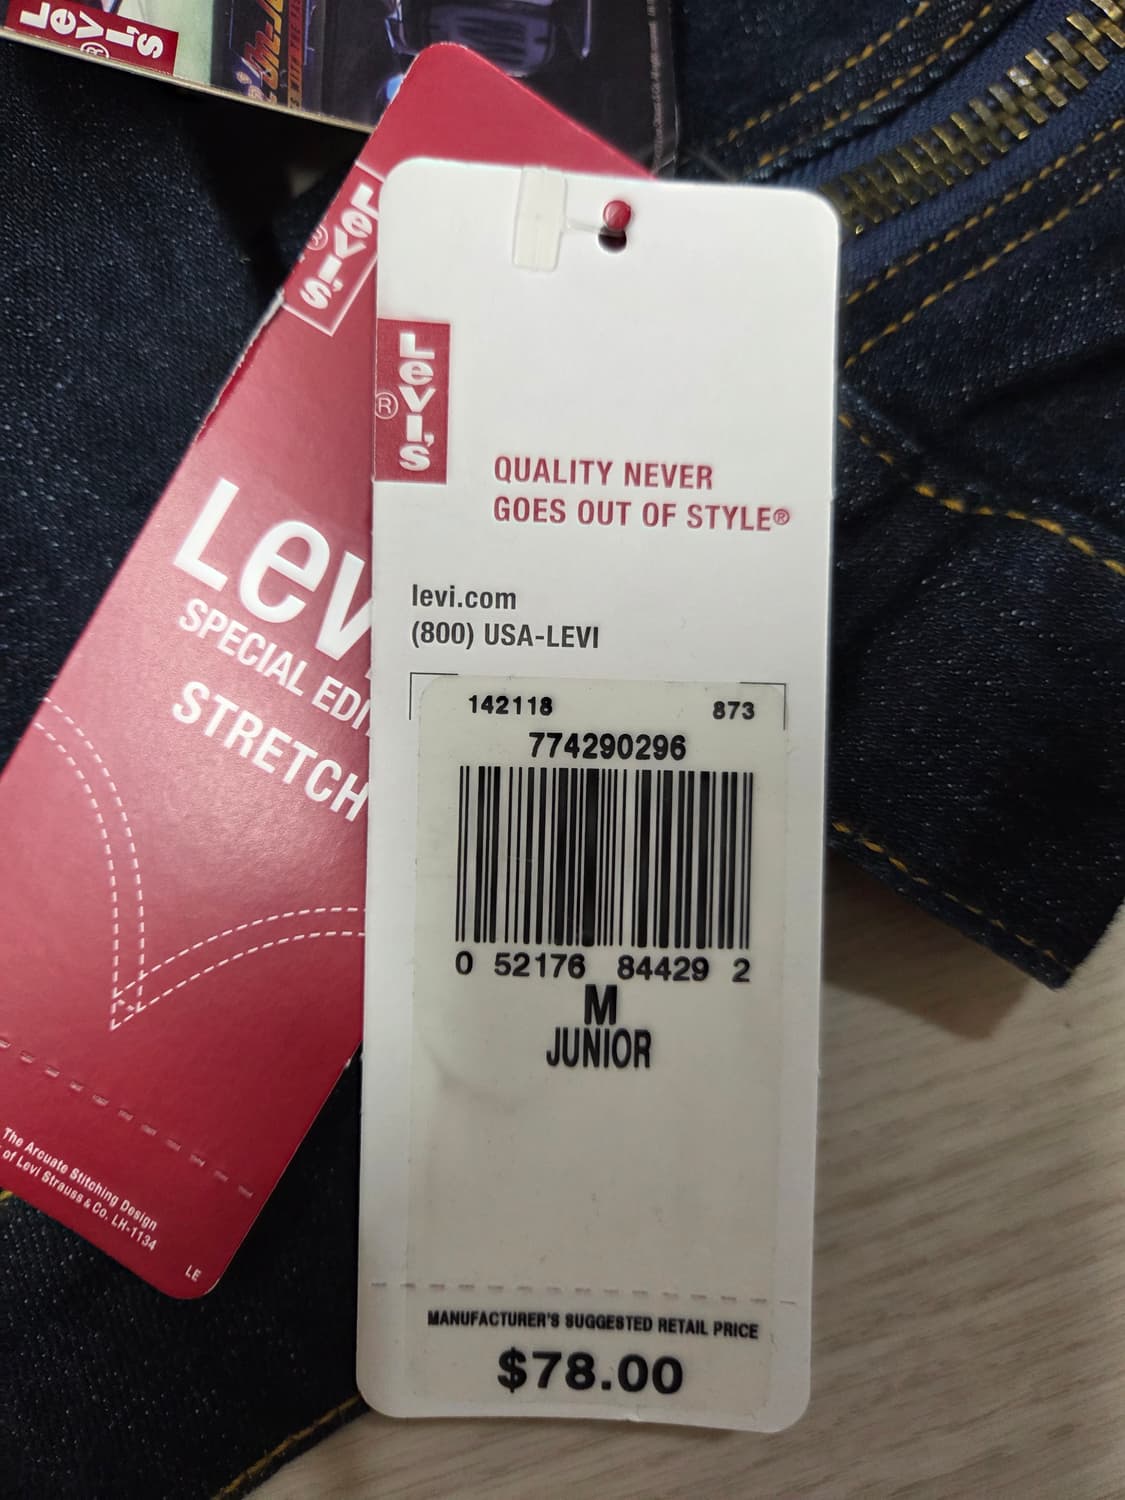 Levi's
®
Levi's
®
Levi's
®
QUALITY NEVER
GOES OUT OF STYLE®
levi.com
(800) USA-LEVI
142118 873
774290296
0 52176 84429 2
M
JUNIOR
MANUFACTURER'S SUGGESTED RETAIL PRICE
$78.00
Lev
SPECIAL EDI
STRETCH
The Arcuate Stitching Design
of Levi Strauss & Co. LH-1134
LE